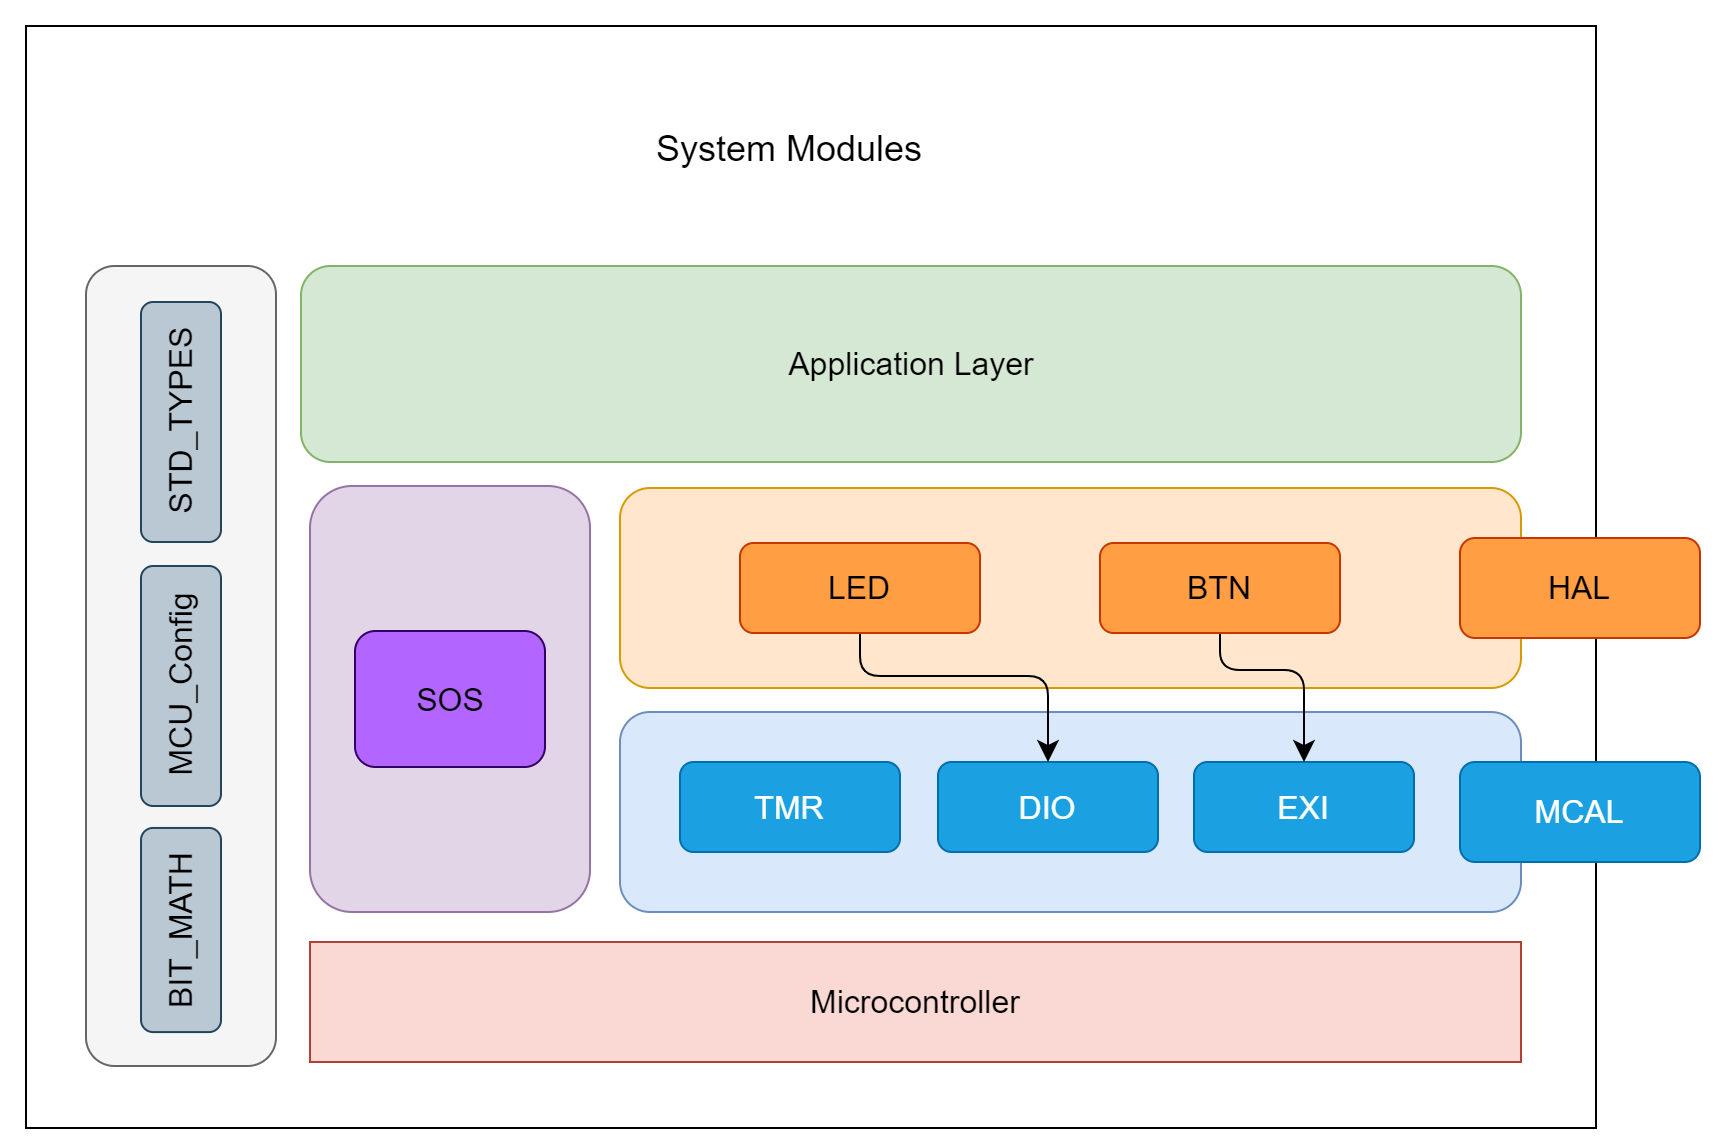 System Modules
STD_TYPES
MCU_Config
BIT_MATH
Application Layer
SOS
LED
BTN
HAL
TMR
DIO
EXI
MCAL
Microcontroller